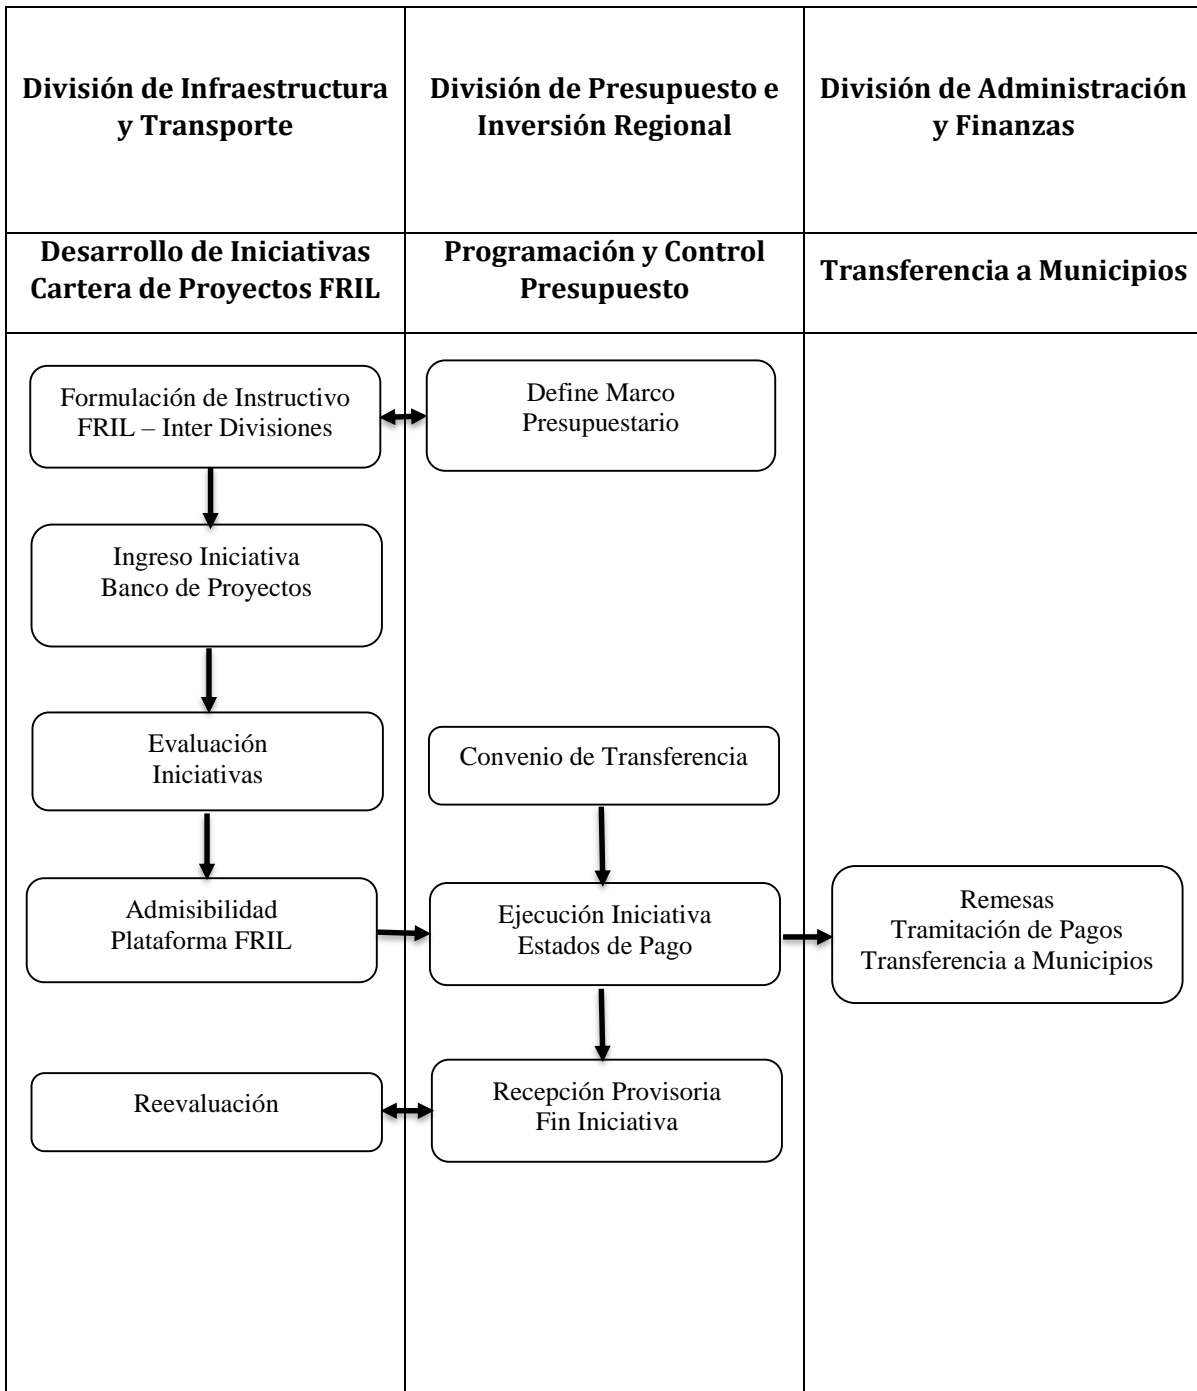 División de Infraestructura
y Transporte
División de Presupuesto e
Inversión Regional
División de Administración
y Finanzas
Desarrollo de Iniciativas
Cartera de Proyectos FRIL
Programación y Control
Presupuesto
Transferencia a Municipios
Formulación de Instructivo
FRIL – Inter Divisiones
Define Marco
Presupuestario
Ingreso Iniciativa
Banco de Proyectos
Evaluación
Iniciativas
Convenio de Transferencia
Admisibilidad
Plataforma FRIL
Ejecución Iniciativa
Estados de Pago
Remesas
Tramitación de Pagos
Transferencia a Municipios
Reevaluación
Recepción Provisoria
Fin Iniciativa